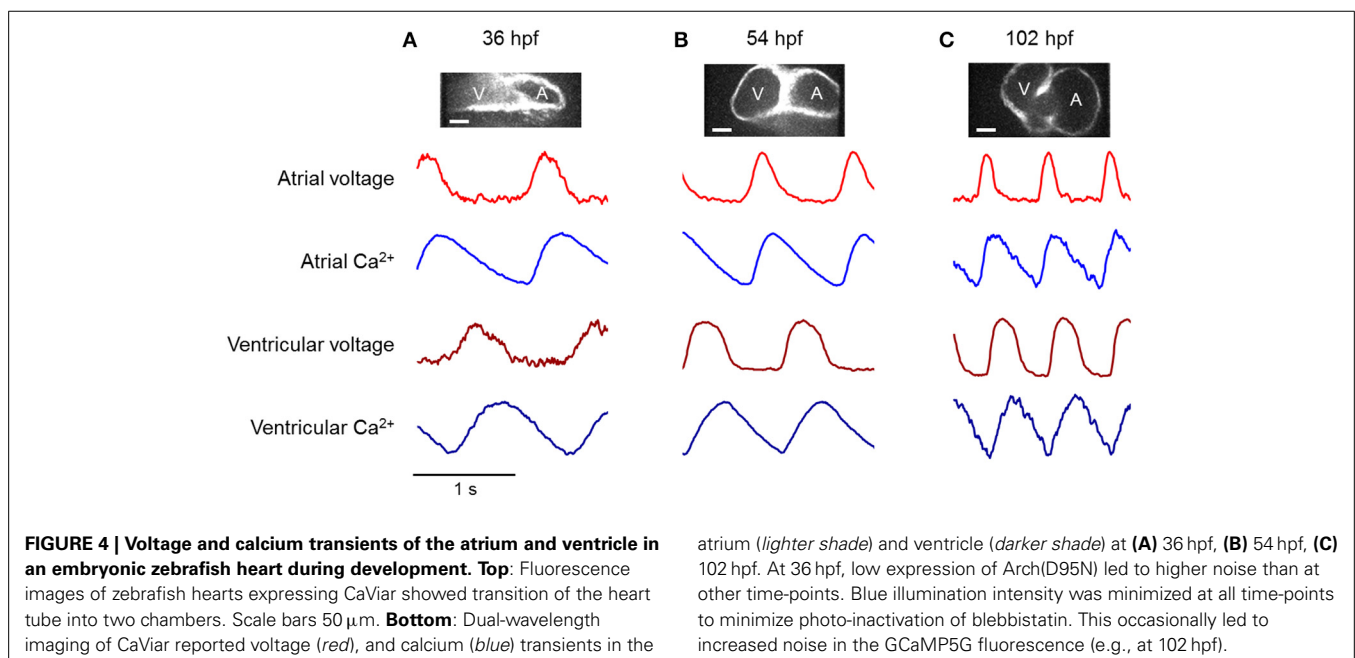 A 36 hpf
B 54 hpf
C 102 hpf
V A
V A
V A
Atrial voltage
Atrial Ca²⁺
Ventricular voltage
Ventricular Ca²⁺
1 s
FIGURE 4 | Voltage and calcium transients of the atrium and ventricle in
an embryonic zebrafish heart during development. Top: Fluorescence
images of zebrafish hearts expressing CaViar showed transition of the heart
tube into two chambers. Scale bars 50 μm. Bottom: Dual-wavelength
imaging of CaViar reported voltage (red), and calcium (blue) transients in the
atrium (lighter shade) and ventricle (darker shade) at (A) 36 hpf, (B) 54 hpf, (C)
102 hpf. At 36 hpf, low expression of Arch(D95N) led to higher noise than at
other time-points. Blue illumination intensity was minimized at all time-points
to minimize photo-inactivation of blebbistatin. This occasionally led to
increased noise in the GCaMP5G fluorescence (e.g., at 102 hpf).